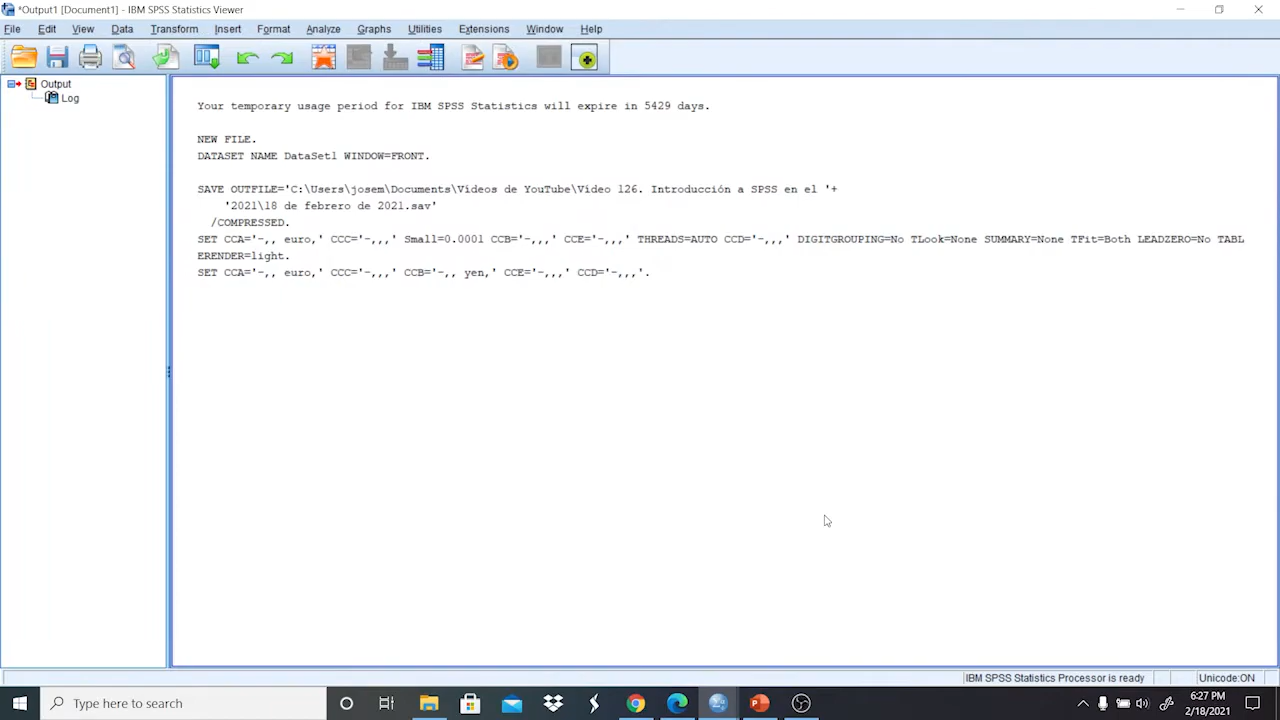 *Output1 [Document1] - IBM SPSS Statistics Viewer
File Edit View Data Transform Insert Format Analyze Graphs Utilities Extensions Window Help
Output
Log
Your temporary usage period for IBM SPSS Statistics will expire in 5429 days.
NEW FILE.
DATASET NAME DataSet1 WINDOW=FRONT.
SAVE OUTFILE='C:\Users\josem\Documents\Videos de YouTube\Video 126. Introducción a SPSS en el '+
'2021\18 de febrero de 2021.sav'
/COMPRESSED.
SET CCA='-,, euro,' CCC='-,,,' Small=0.0001 CCB='-,,,' CCE='-,,,' THREADS=AUTO CCD='-,,,' DIGITGROUPING=No TLook=None SUMMARY=None TFit=Both LEADZERO=No TABL
ERENDER=light.
SET CCA='-,, euro,' CCC='-,,,' CCB='-,, yen,' CCE='-,,,' CCD='-,,,'.
IBM SPSS Statistics Processor is ready Unicode:ON
Type here to search
6:27 PM
2/18/2021